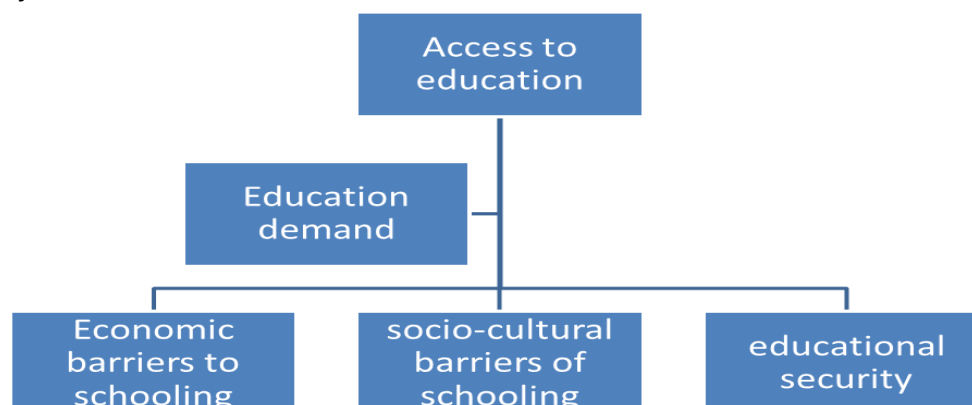 Access to
education
Education
demand
Economic
barriers to
schooling
socio-cultural
barriers of
schooling
educational
security